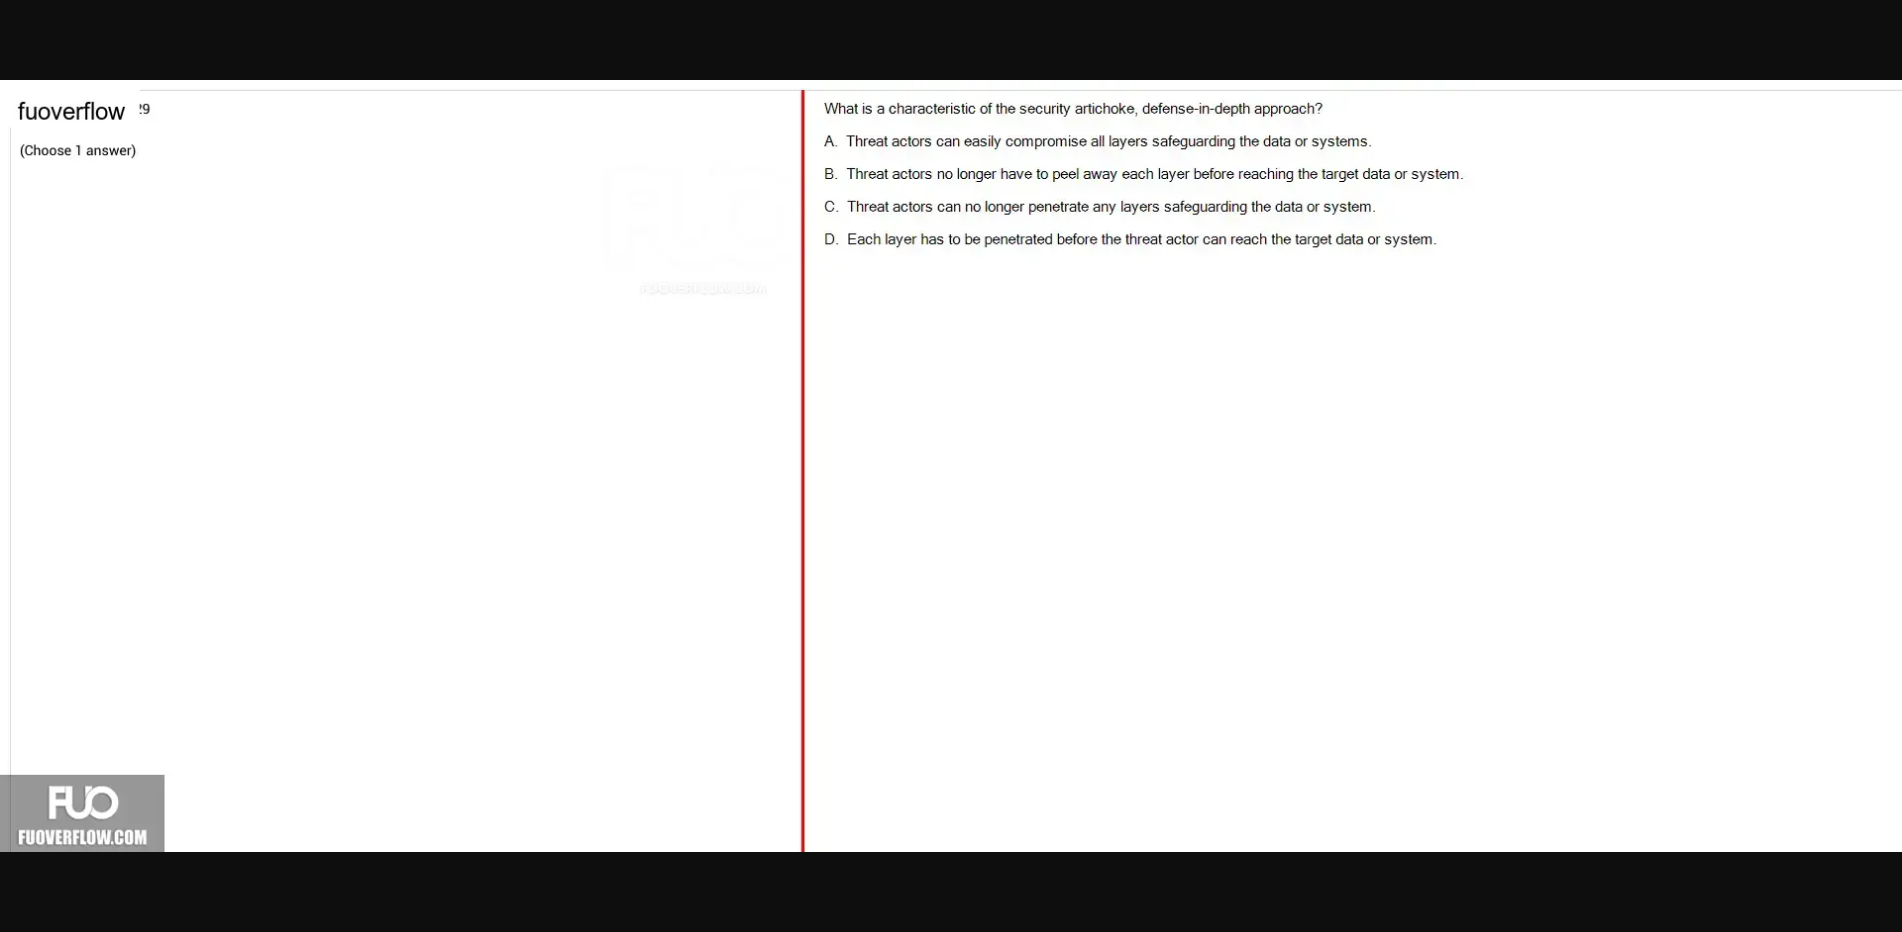 fuoverflow
29
(Choose 1 answer)
What is a characteristic of the security artichoke, defense-in-depth approach?
A. Threat actors can easily compromise all layers safeguarding the data or systems.
B. Threat actors no longer have to peel away each layer before reaching the target data or system.
C. Threat actors can no longer penetrate any layers safeguarding the data or system.
D. Each layer has to be penetrated before the threat actor can reach the target data or system.
FUO
FUOVERFLOW.COM
FUO
FUOVERFLOW.COM